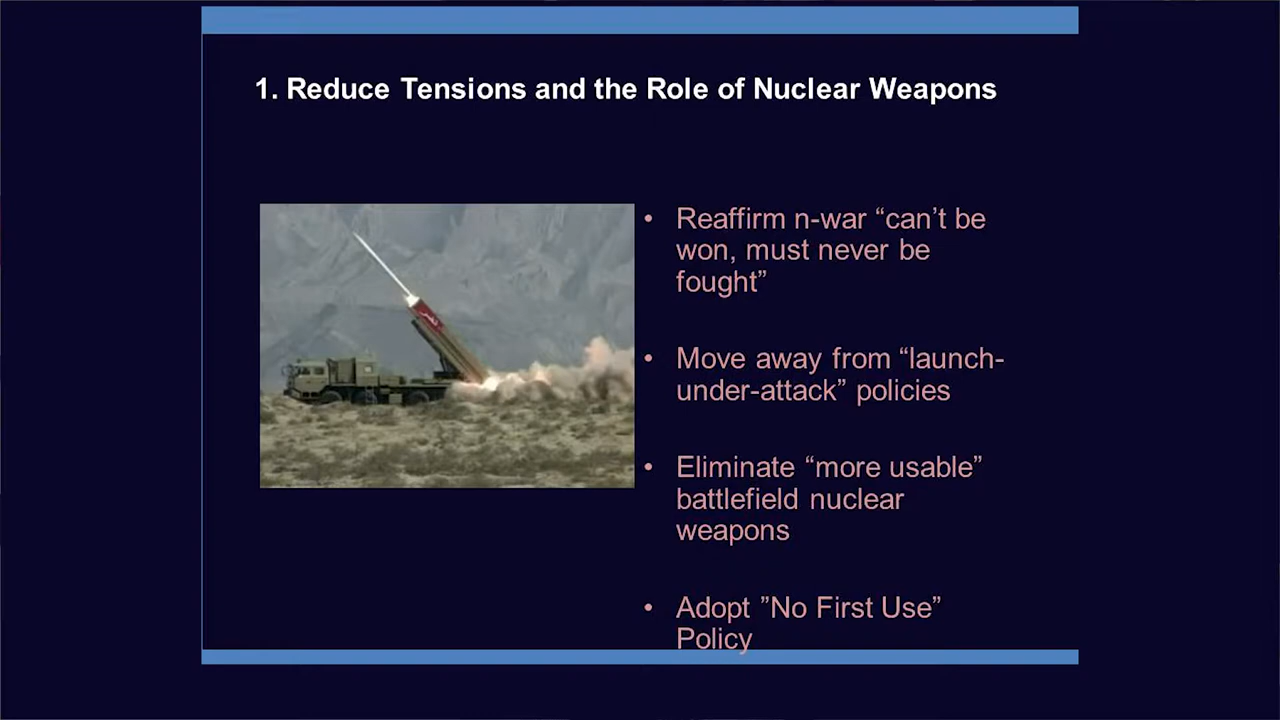 1. Reduce Tensions and the Role of Nuclear Weapons
• Reaffirm n-war “can’t be
won, must never be
fought”
• Move away from “launch-
under-attack” policies
• Eliminate “more usable”
battlefield nuclear
weapons
• Adopt ”No First Use”
Policy